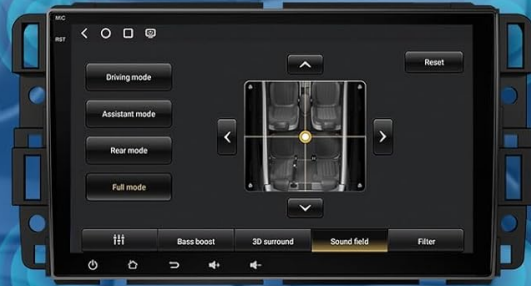 MIC
RST
Reset
Driving mode
Assistant mode
Rear mode
Full mode
Bass boost
3D surround
Sound field
Filter